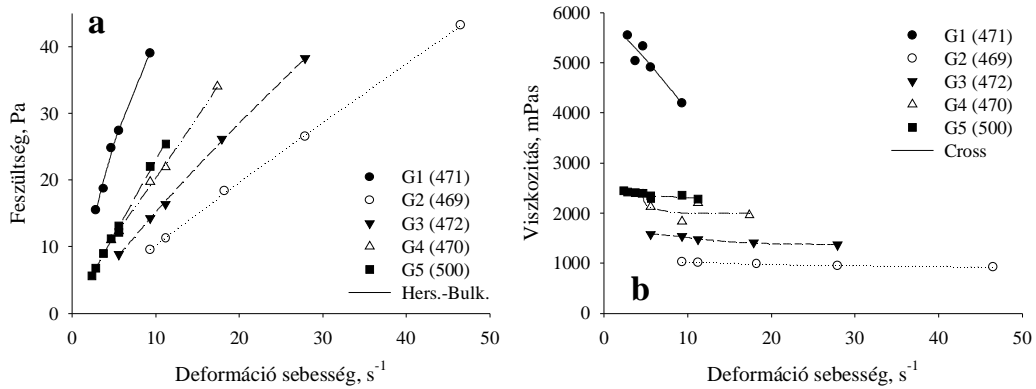 a
40
30
20
10
0
Feszültség, Pa
G1 (471)
G2 (469)
G3 (472)
G4 (470)
G5 (500)
Hers.-Bulk.
0 10 20 30 40 50
Deformáció sebesség, s-1
6000
5000
4000
3000
2000
1000
0
Viszkozitás, mPas
G1 (471)
G2 (469)
G3 (472)
G4 (470)
G5 (500)
Cross
b
0 10 20 30 40 50
Deformáció sebesség, s-1